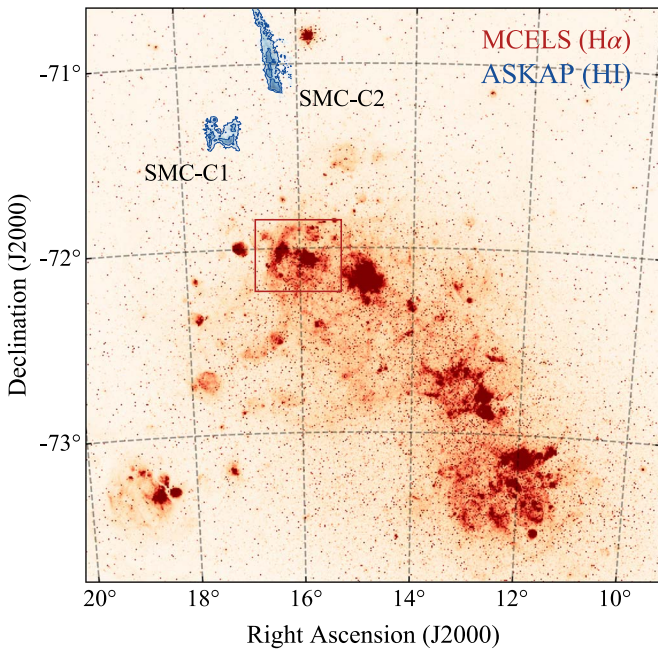 MCELS (Hα)
ASKAP (HI)
SMC-C2
SMC-C1
-71°
-72°
-73°
Declination (J2000)
20° 18° 16° 14° 12° 10°
Right Ascension (J2000)